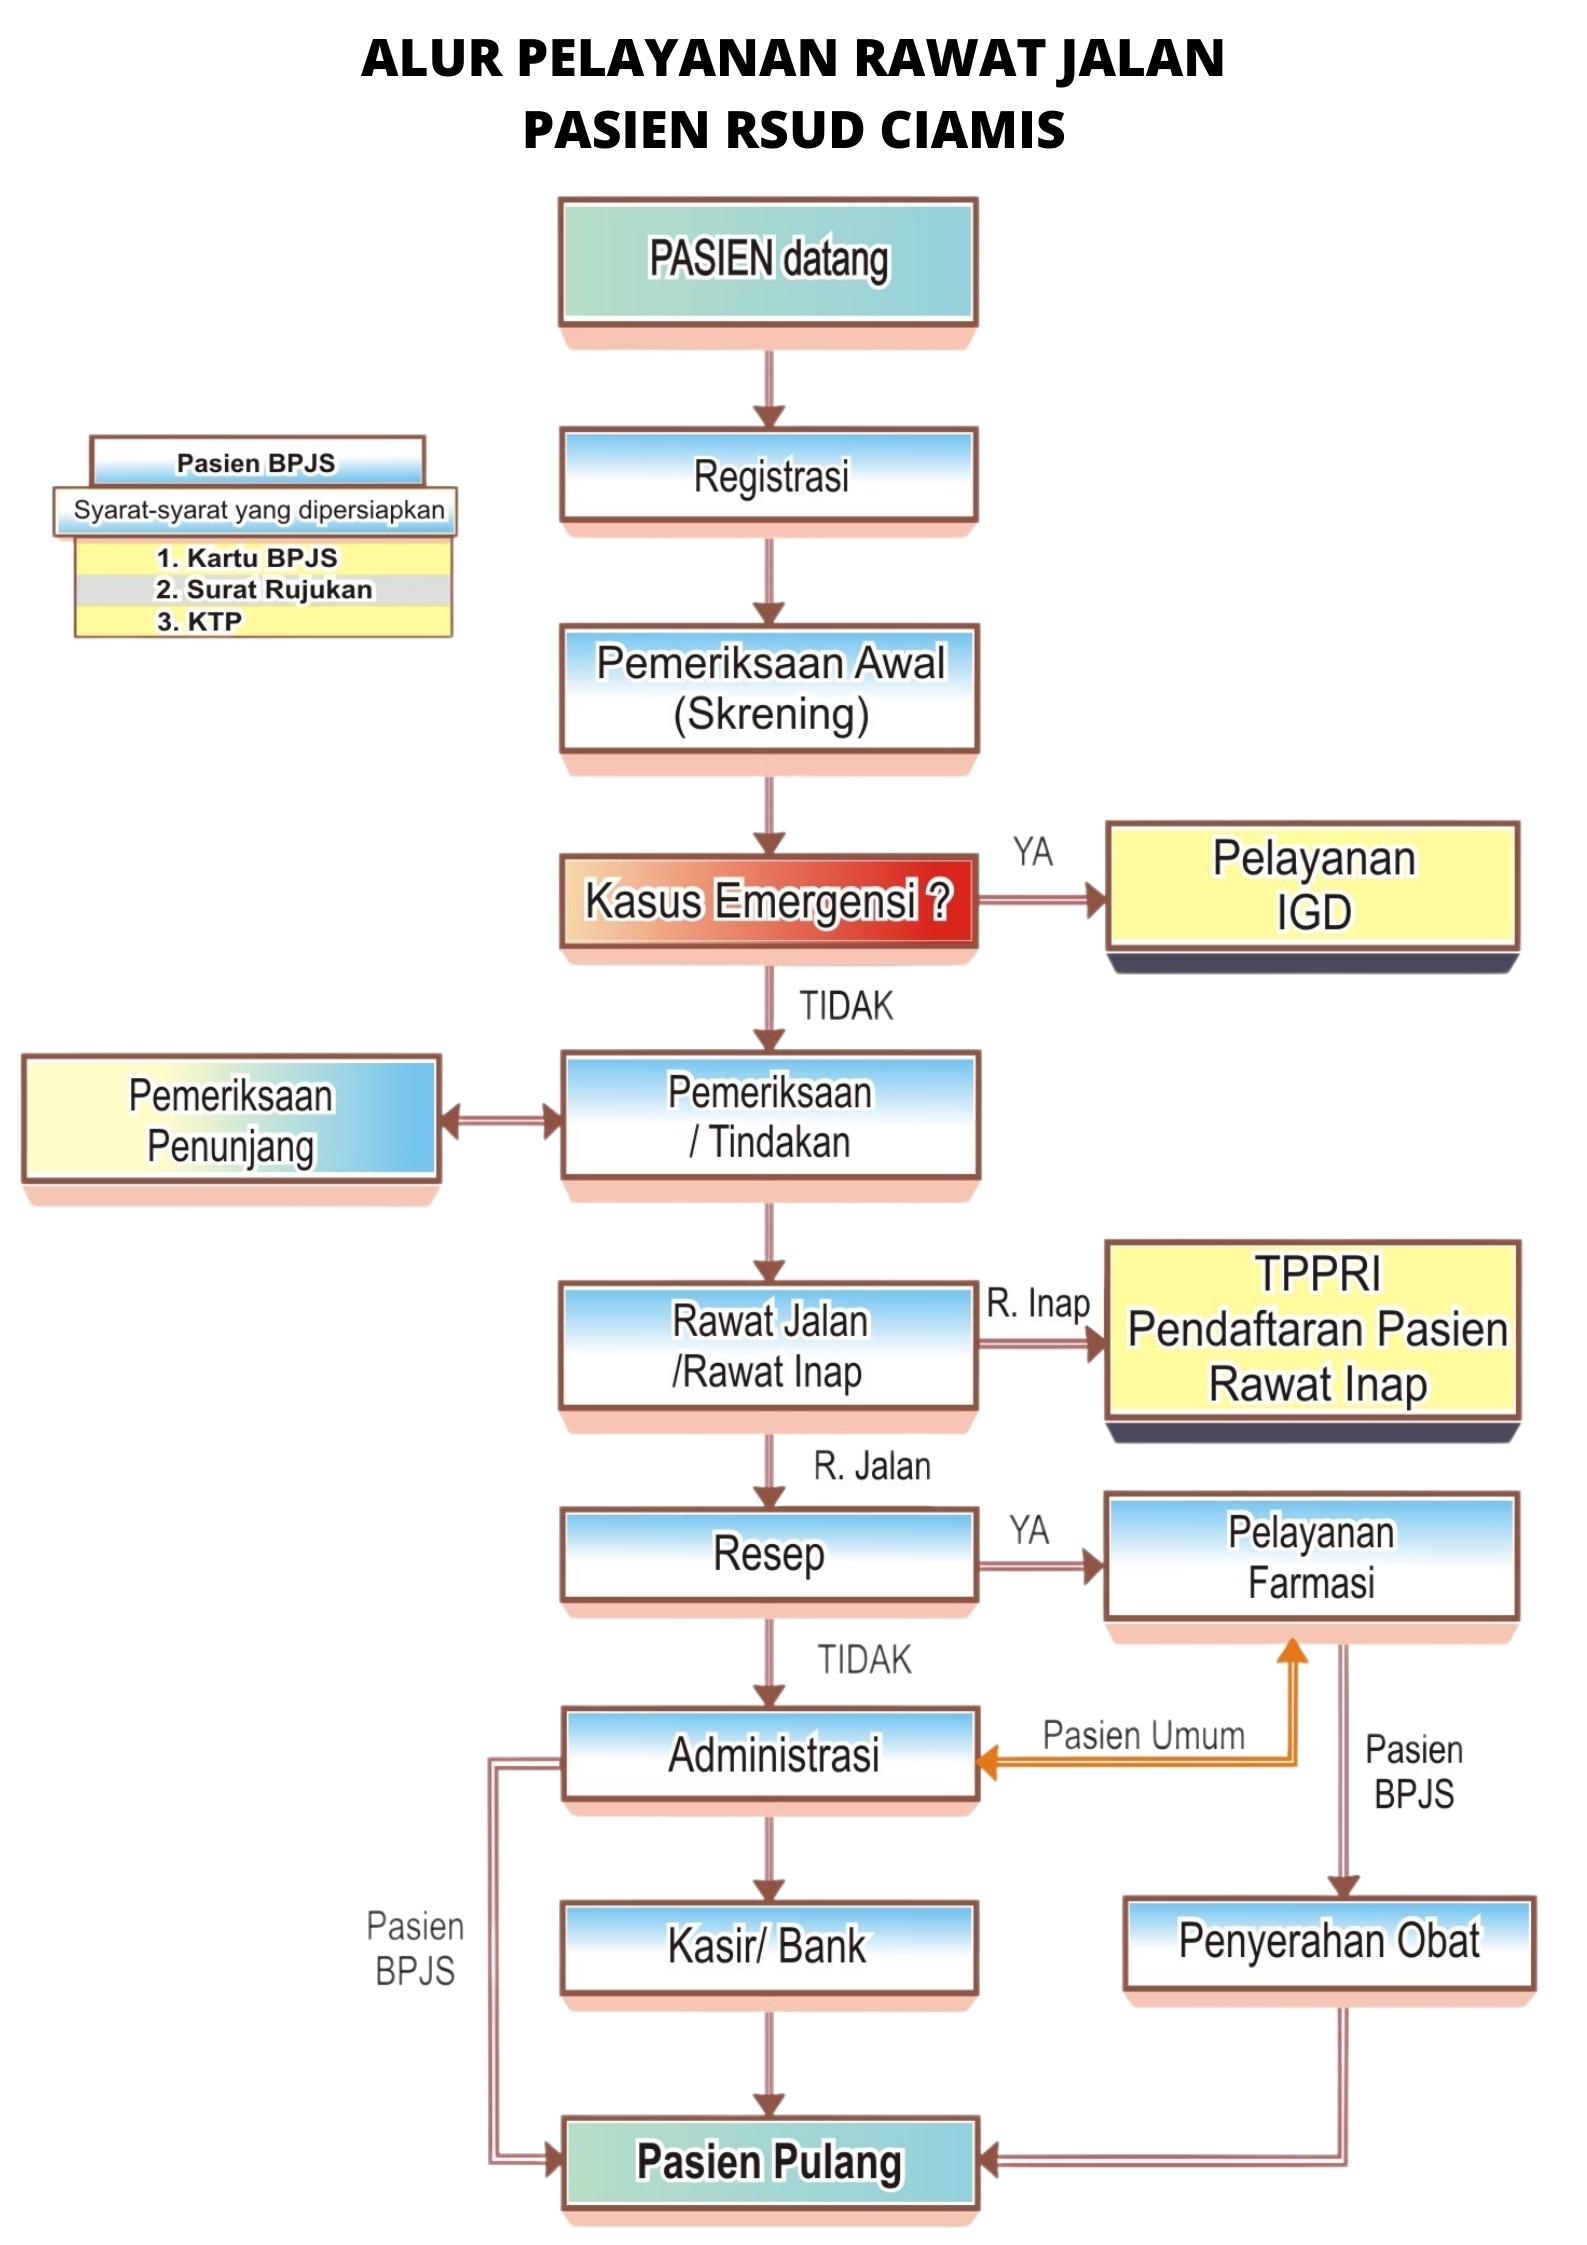 ALUR PELAYANAN RAWAT JALAN
PASIEN RSUD CIAMIS
PASIEN datang
Registrasi
Pasien BPJS
Syarat-syarat yang dipersiapkan
1. Kartu BPJS
2. Surat Rujukan
3. KTP
Pemeriksaan Awal
(Skrening)
Kasus Emergensi ?
YA
Pelayanan
IGD
TIDAK
Pemeriksaan
Penunjang
Pemeriksaan
/ Tindakan
Rawat Jalan
/Rawat Inap
R. Inap
TPPRI
Pendaftaran Pasien
Rawat Inap
R. Jalan
Resep
YA
Pelayanan
Farmasi
TIDAK
Administrasi
Pasien Umum
Pasien
BPJS
Pasien
BPJS
Kasir/ Bank
Penyerahan Obat
Pasien Pulang